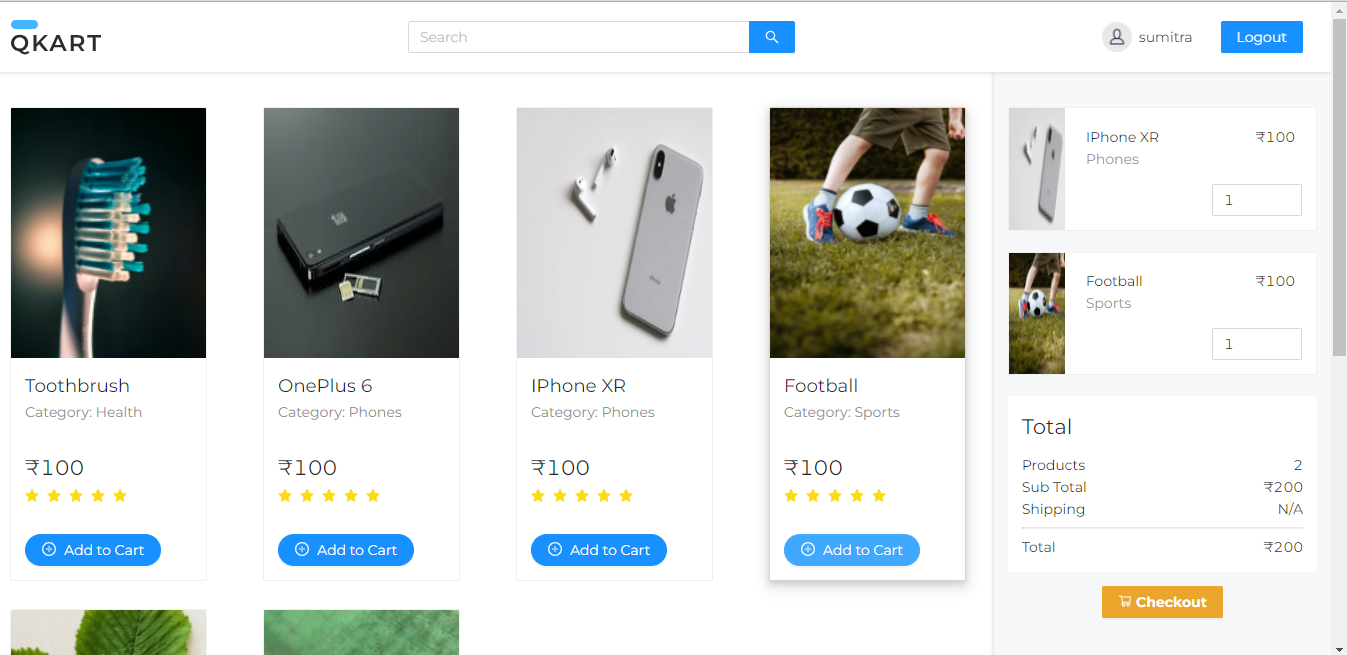 QKART
Search
sumitra
Logout
Toothbrush
Category: Health
₹100
Add to Cart
OnePlus 6
Category: Phones
₹100
Add to Cart
IPhone XR
Category: Phones
₹100
Add to Cart
Football
Category: Sports
₹100
Add to Cart
IPhone XR ₹100
Phones
1
Football ₹100
Sports
1
Total
Products 2
Sub Total ₹200
Shipping N/A
Total ₹200
Checkout